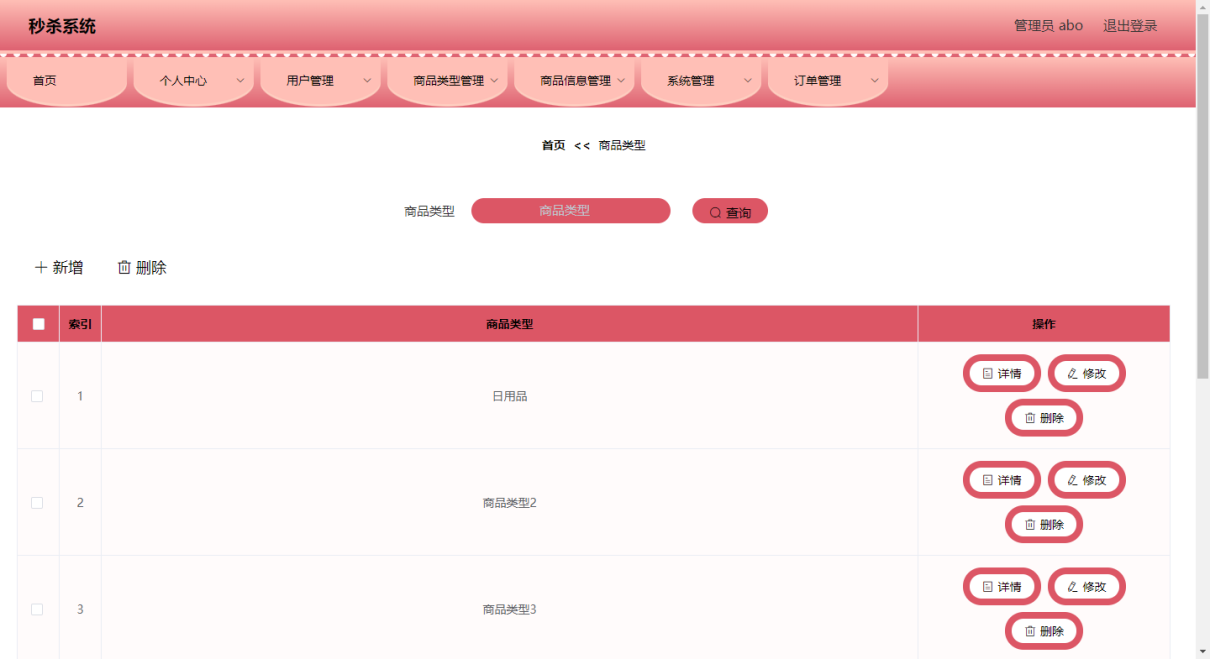 秒杀系统 管理员 abo 退出登录
首页 个人中心 用户管理 商品类型管理 商品信息管理 系统管理 订单管理
首页 << 商品类型
商品类型 商品类型 查询
新增 删除
索引 商品类型 操作
1 日用品 详情 修改
删除
2 商品类型2 详情 修改
删除
3 商品类型3 详情 修改
删除